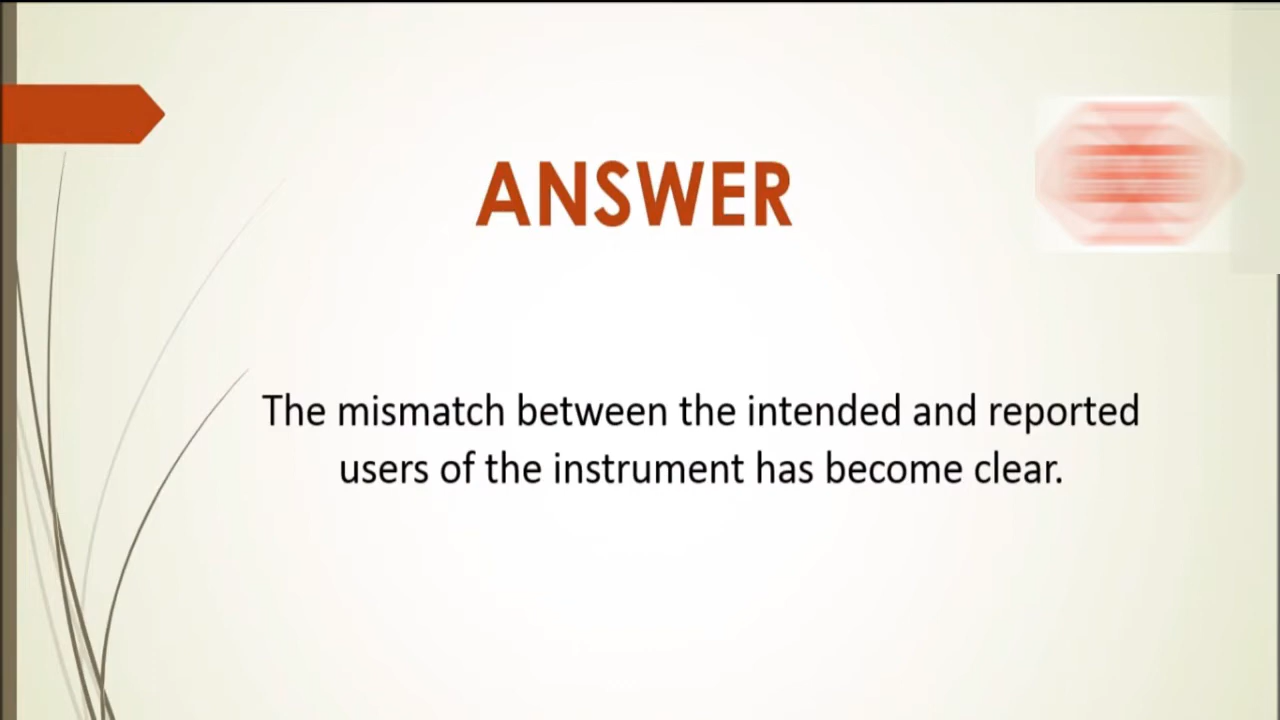 ANSWER
The mismatch between the intended and reported
users of the instrument has become clear.